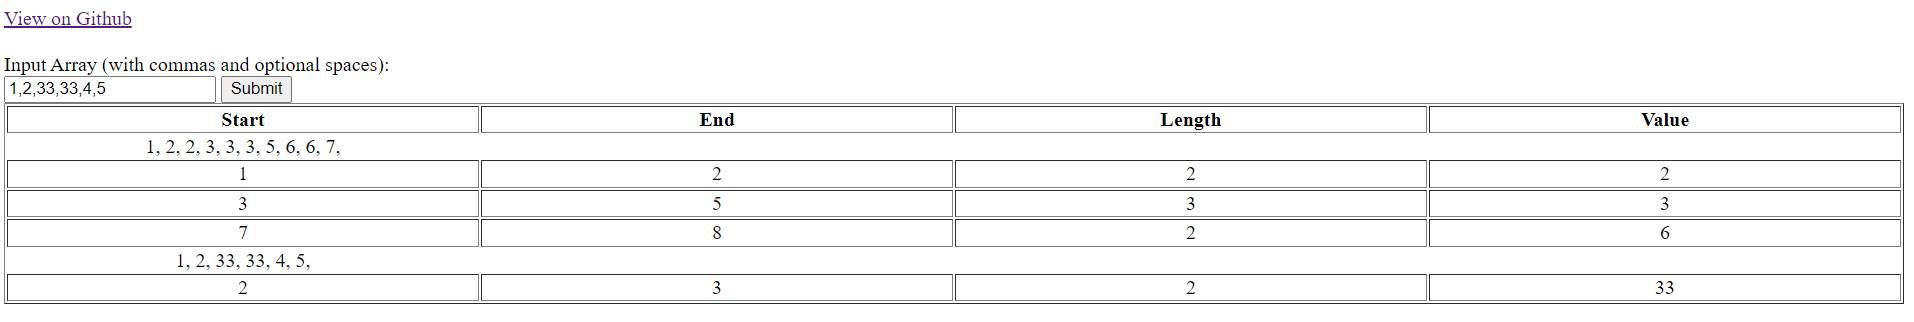 View on Github
Input Array (with commas and optional spaces):
1,2,33,33,4,5 Submit
Start End Length Value
1, 2, 2, 3, 3, 3, 5, 6, 6, 7,
1 2 2 2
3 5 3 3
7 8 2 6
1, 2, 33, 33, 4, 5,
2 3 2 33